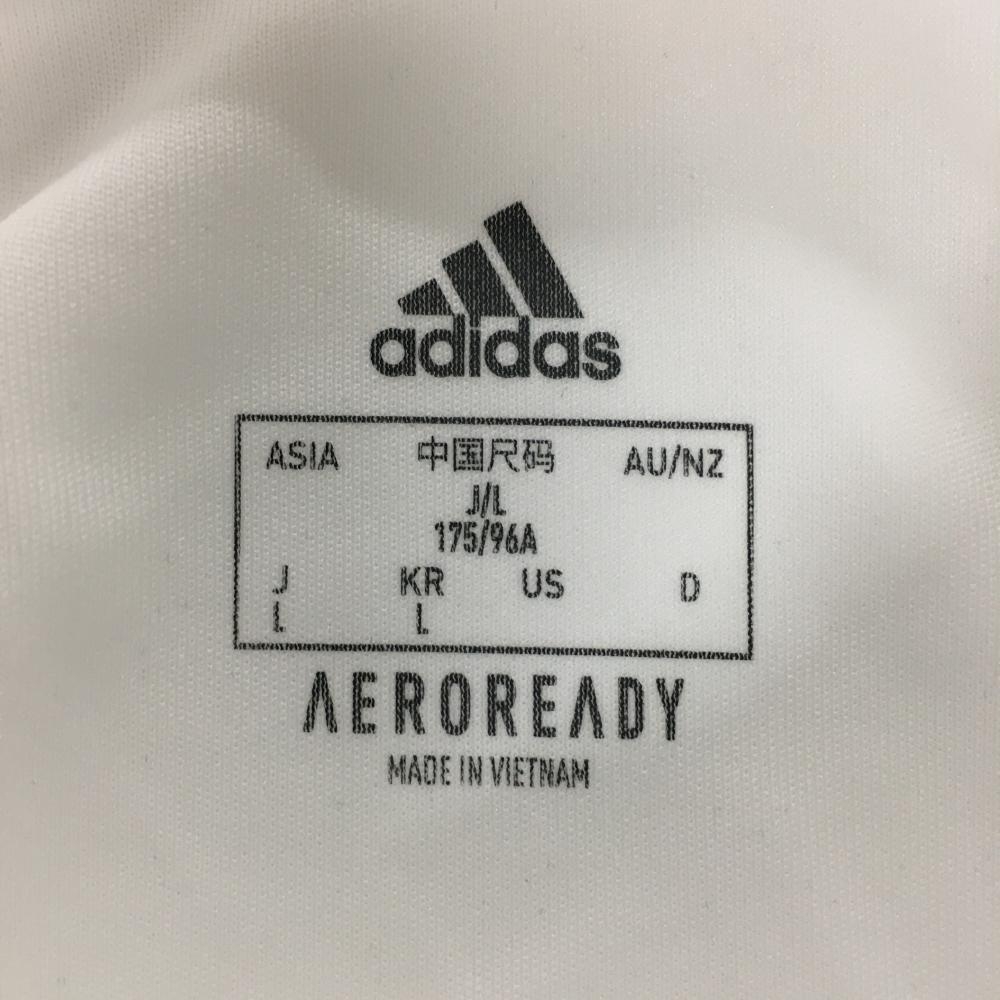 adidas
ASIA 中国尺码 AU/NZ
J/L
175/96A
J KR US D
L L
AEROREADY
MADE IN VIETNAM